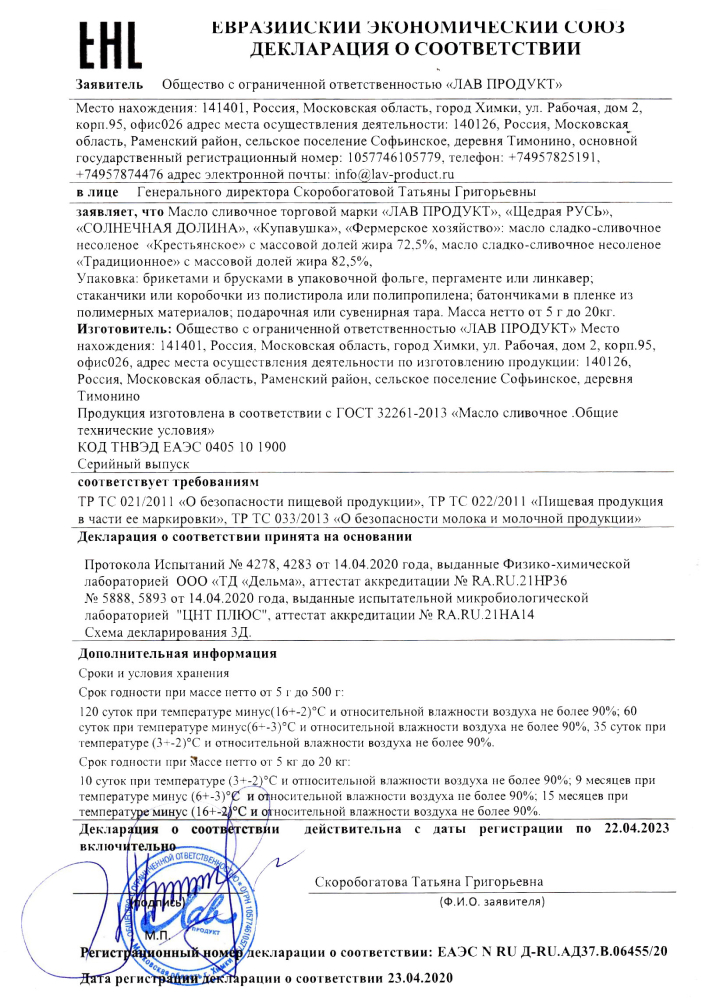 ЕВРАЗИЙСКИЙ ЭКОНОМИЧЕСКИЙ СОЮЗ
ДЕКЛАРАЦИЯ О СООТВЕТСТВИИ
ЕАС
Заявитель Общество с ограниченной ответственностью «ЛАВ ПРОДУКТ»
Место нахождения: 141401, Россия, Московская область, город Химки, ул. Рабочая, дом 2,
корп.95, офис026 адрес места осуществления деятельности: 140126, Россия, Московская
область, Раменский район, сельское поселение Софьинское, деревня Тимонино, основной
государственный регистрационный номер: 1057746105779, телефон: +74957825191,
+74957874476 адрес электронной почты: info@lav-product.ru
в лице Генерального директора Скоробогатовой Татьяны Григорьевны
заявляет, что Масло сливочное торговой марки «ЛАВ ПРОДУКТ», «Щедрая РУСЬ»,
«СОЛНЕЧНАЯ ДОЛИНА», «Купавушка», «Фермерское хозяйство»: масло сладко-сливочное
несоленое «Крестьянское» с массовой долей жира 72,5%, масло сладко-сливочное несоленое
«Традиционное» с массовой долей жира 82,5%,
Упаковка: брикетами и брусками в упаковочной фольге, пергаменте или линкавер;
стаканчики или коробочки из полистирола или полипропилена; батончиками в пленке из
полимерных материалов; подарочная или сувенирная тара. Масса нетто от 5 г до 20кг.
Изготовитель: Общество с ограниченной ответственностью «ЛАВ ПРОДУКТ» Место
нахождения: 141401, Россия, Московская область, город Химки, ул. Рабочая, дом 2, корп.95,
офис026, адрес места осуществления деятельности по изготовлению продукции: 140126,
Россия, Московская область, Раменский район, сельское поселение Софьинское, деревня
Тимонино
Продукция изготовлена в соответствии с ГОСТ 32261-2013 «Масло сливочное .Общие
технические условия»
КОД ТНВЭД ЕАЭС 0405 10 1900
Серийный выпуск
соответствует требованиям
ТР ТС 021/2011 «О безопасности пищевой продукции», ТР ТС 022/2011 «Пищевая продукция
в части ее маркировки», ТР ТС 033/2013 «О безопасности молока и молочной продукции»
Декларация о соответствии принята на основании
Протокола Испытаний № 4278, 4283 от 14.04.2020 года, выданные Физико-химической
лабораторией ООО «ТД «Дельма», аттестат аккредитации № RA.RU.21НР36
№ 5888, 5893 от 14.04.2020 года, выданные испытательной микробиологической
лабораторией "ЦНТ ПЛЮС", аттестат аккредитации № RA.RU.21НА14
Схема декларирования 3Д.
Дополнительная информация
Сроки и условия хранения
Срок годности при массе нетто от 5 г до 500 г:
120 суток при температуре минус(16+-2)°С и относительной влажности воздуха не более 90%; 60
суток при температуре минус(6+-3)°С и относительной влажности воздуха не более 90%, 35 суток при
температуре (3+-2)°С и относительной влажности воздуха не более 90%.
Срок годности при Массе нетто от 5 кг до 20 кг:
10 суток при температуре (3+-2)°С и относительной влажности воздуха не более 90%; 9 месяцев при
температуре минус (6+-3)°С и относительной влажности воздуха не более 90%; 15 месяцев при
температуре минус (16+-2)°С и относительной влажности воздуха не более 90%.
Декларация о соответствии действительна с даты регистрации по 22.04.2023
включительно
Скоробогатова Татьяна Григорьевна
(подпись)
(Ф.И.О. заявителя)
Лав
ПРОДУКТ
М.П.
Регистрационный номер декларации о соответствии: ЕАЭС N RU Д-RU.АД37.В.06455/20
Дата регистрации декларации о соответствии 23.04.2020